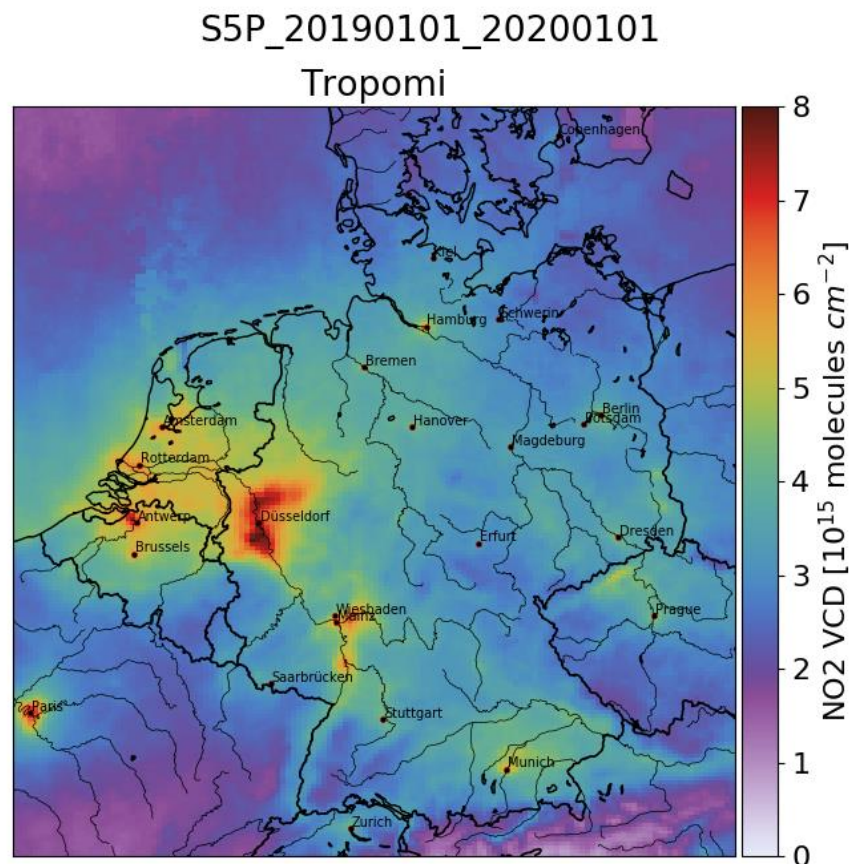 S5P_20190101_20200101
Tropomi
Copenhagen
Kiel
Hamburg
Schwerin
Bremen
Berlin
Potsdam
Amsterdam
Hanover
Magdeburg
Rotterdam
Antwerp
Düsseldorf
Brussels
Erfurt
Dresden
Wiesbaden
Mainz
Prague
Saarbrücken
Paris
Stuttgart
Munich
Zurich
8
7
6
5
4
3
2
1
0
NO2 VCD [10¹⁵ molecules cm⁻²]